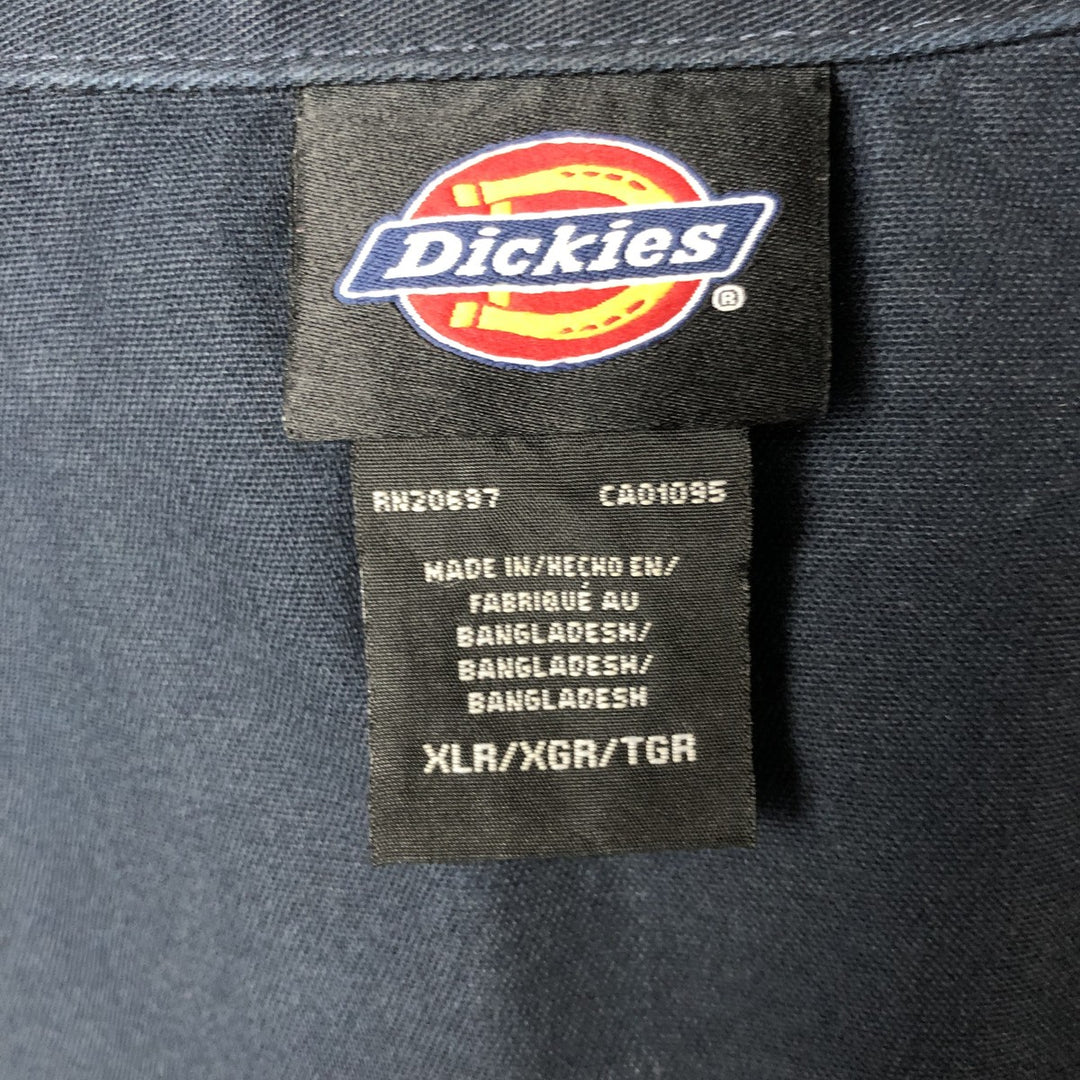 Dickies
®
RN20697 CA01095
MADE IN/HECHO EN/
FABRIQUÉ AU
BANGLADESH/
BANGLADESH/
BANGLADESH
XLR/XGR/TGR